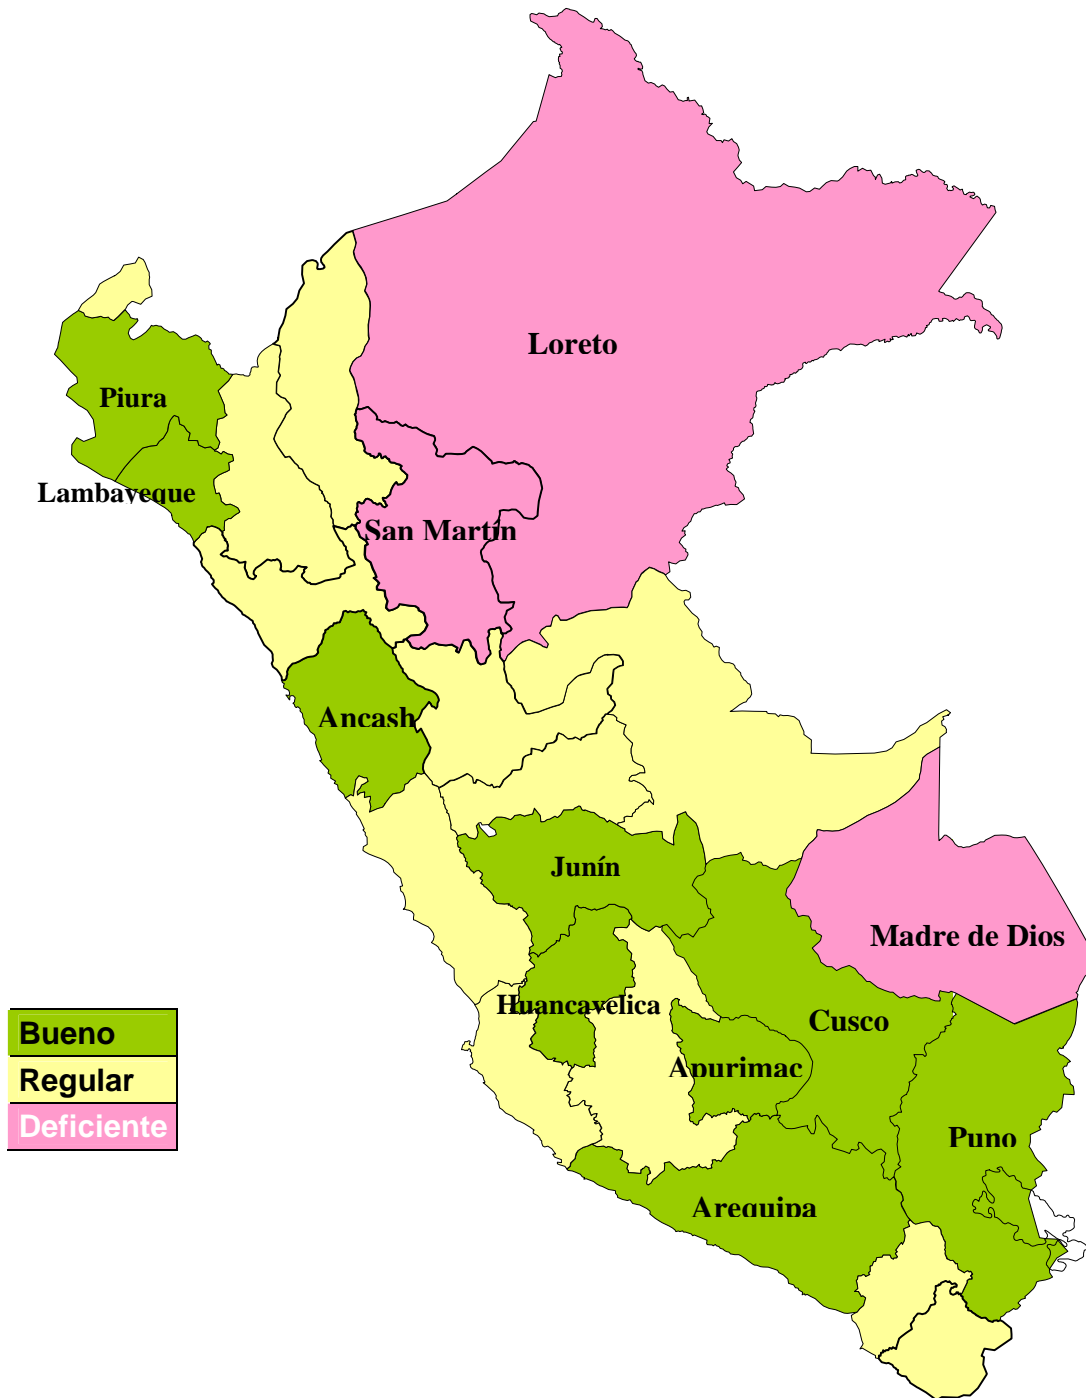 Loreto
Piura
Lambayeque
San Martín
Ancash
Junín
Madre de Dios
Huancavelica
Cusco
Apurimac
Puno
Arequipa
Bueno
Regular
Deficiente